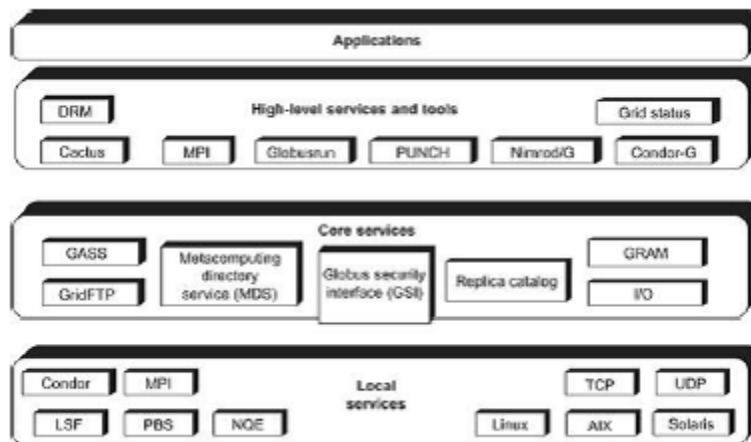 Applications
High-level services and tools
DRM
Grid status
Cactus
MPI
Globusrun
PUNCH
Nimrod/G
Condor-G
Core services
GASS
Metacomputing
directory
service (MDS)
Globus security
interface (GSI)
Replica catalog
GRAM
GridFTP
I/O
Local
services
Condor
MPI
TCP
UDP
LSF
PBS
NQE
Linux
AIX
Solaris